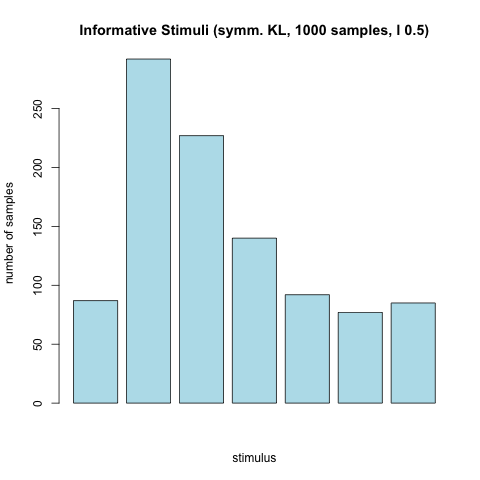 Informative Stimuli (symm. KL, 1000 samples, l 0.5)
number of samples
250
200
150
100
50
0
stimulus